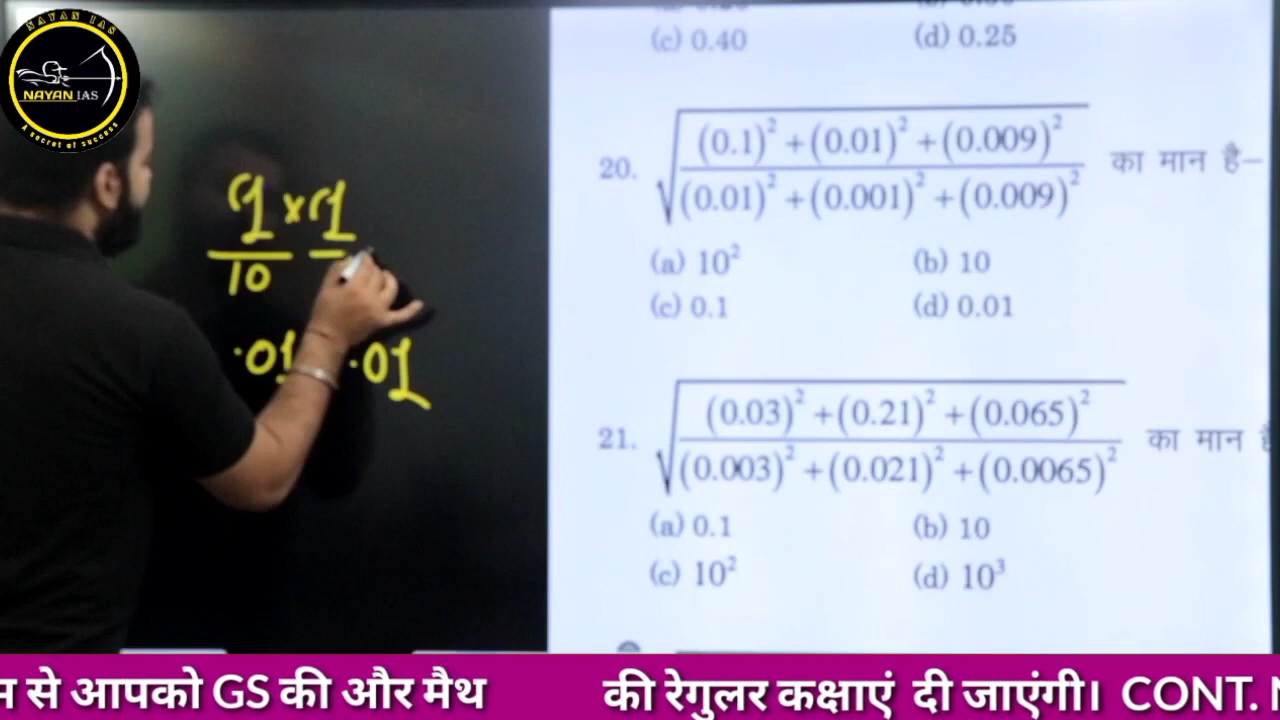 NAYAN IAS
NAYAN IAS
A secret of success
(c) 0.40 (d) 0.25
20. √((0.1)² + (0.01)² + (0.009)² / (0.01)² + (0.001)² + (0.009)²) का मान है–
(a) 10² (b) 10
(c) 0.1 (d) 0.01
21. √((0.03)² + (0.21)² + (0.065)² / (0.003)² + (0.021)² + (0.0065)²) का मान
(a) 0.1 (b) 10
(c) 10² (d) 10³
10
.01 .01
से आपको GS की और मैथ की रेगुलर कक्षाएं दी जाएंगी। CONT.